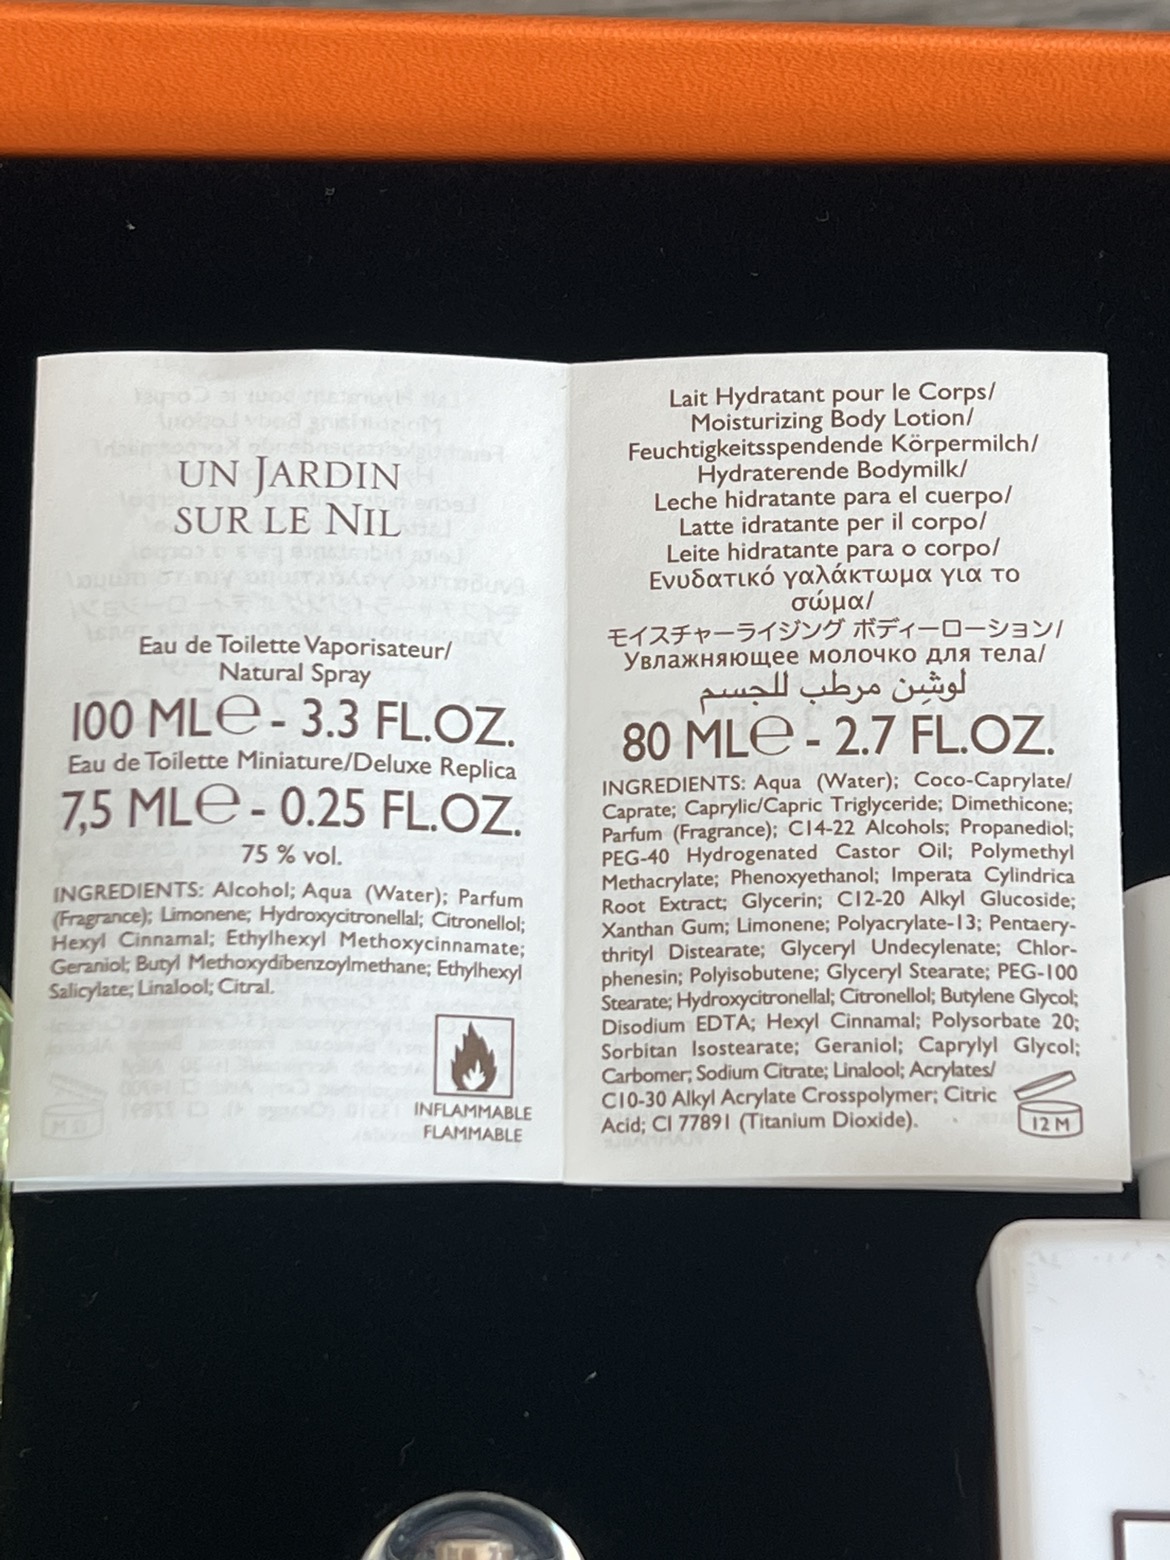 UN JARDIN
SUR LE NIL
Eau de Toilette Vaporisateur/
Natural Spray
100 ML℮ - 3.3 FL.OZ.
Eau de Toilette Miniature/Deluxe Replica
7,5 ML℮ - 0.25 FL.OZ.
75 % vol.
INGREDIENTS: Alcohol; Aqua (Water); Parfum
(Fragrance); Limonene; Hydroxycitronellal; Citronellol;
Hexyl Cinnamal; Ethylhexyl Methoxycinnamate;
Geraniol; Butyl Methoxydibenzoylmethane; Ethylhexyl
Salicylate; Linalool; Citral.
INFLAMMABLE
FLAMMABLE
Lait Hydratant pour le Corps/
Moisturizing Body Lotion/
Feuchtigkeitsspendende Körpermilch/
Hydraterende Bodymilk/
Leche hidratante para el cuerpo/
Latte idratante per il corpo/
Leite hidratante para o corpo/
Ενυδατικό γαλάκτωμα για το
σώμα/
モイスチャーライジング ボディーローション/
Увлажняющее молочко для тела/
لوشين مرطب للجسم
80 ML℮ - 2.7 FL.OZ.
INGREDIENTS: Aqua (Water); Coco-Caprylate/
Caprate; Caprylic/Capric Triglyceride; Dimethicone;
Parfum (Fragrance); C14-22 Alcohols; Propanediol;
PEG-40 Hydrogenated Castor Oil; Polymethyl
Methacrylate; Phenoxyethanol; Imperata Cylindrica
Root Extract; Glycerin; C12-20 Alkyl Glucoside;
Xanthan Gum; Limonene; Polyacrylate-13; Pentaery-
thrityl Distearate; Glyceryl Undecylenate; Chlor-
phenesin; Polyisobutene; Glyceryl Stearate; PEG-100
Stearate; Hydroxycitronellal; Citronellol; Butylene Glycol;
Disodium EDTA; Hexyl Cinnamal; Polysorbate 20;
Sorbitan Isostearate; Geraniol; Caprylyl Glycol;
Carbomer; Sodium Citrate; Linalool; Acrylates/
C10-30 Alkyl Acrylate Crosspolymer; Citric
Acid; CI 77891 (Titanium Dioxide).
12 M